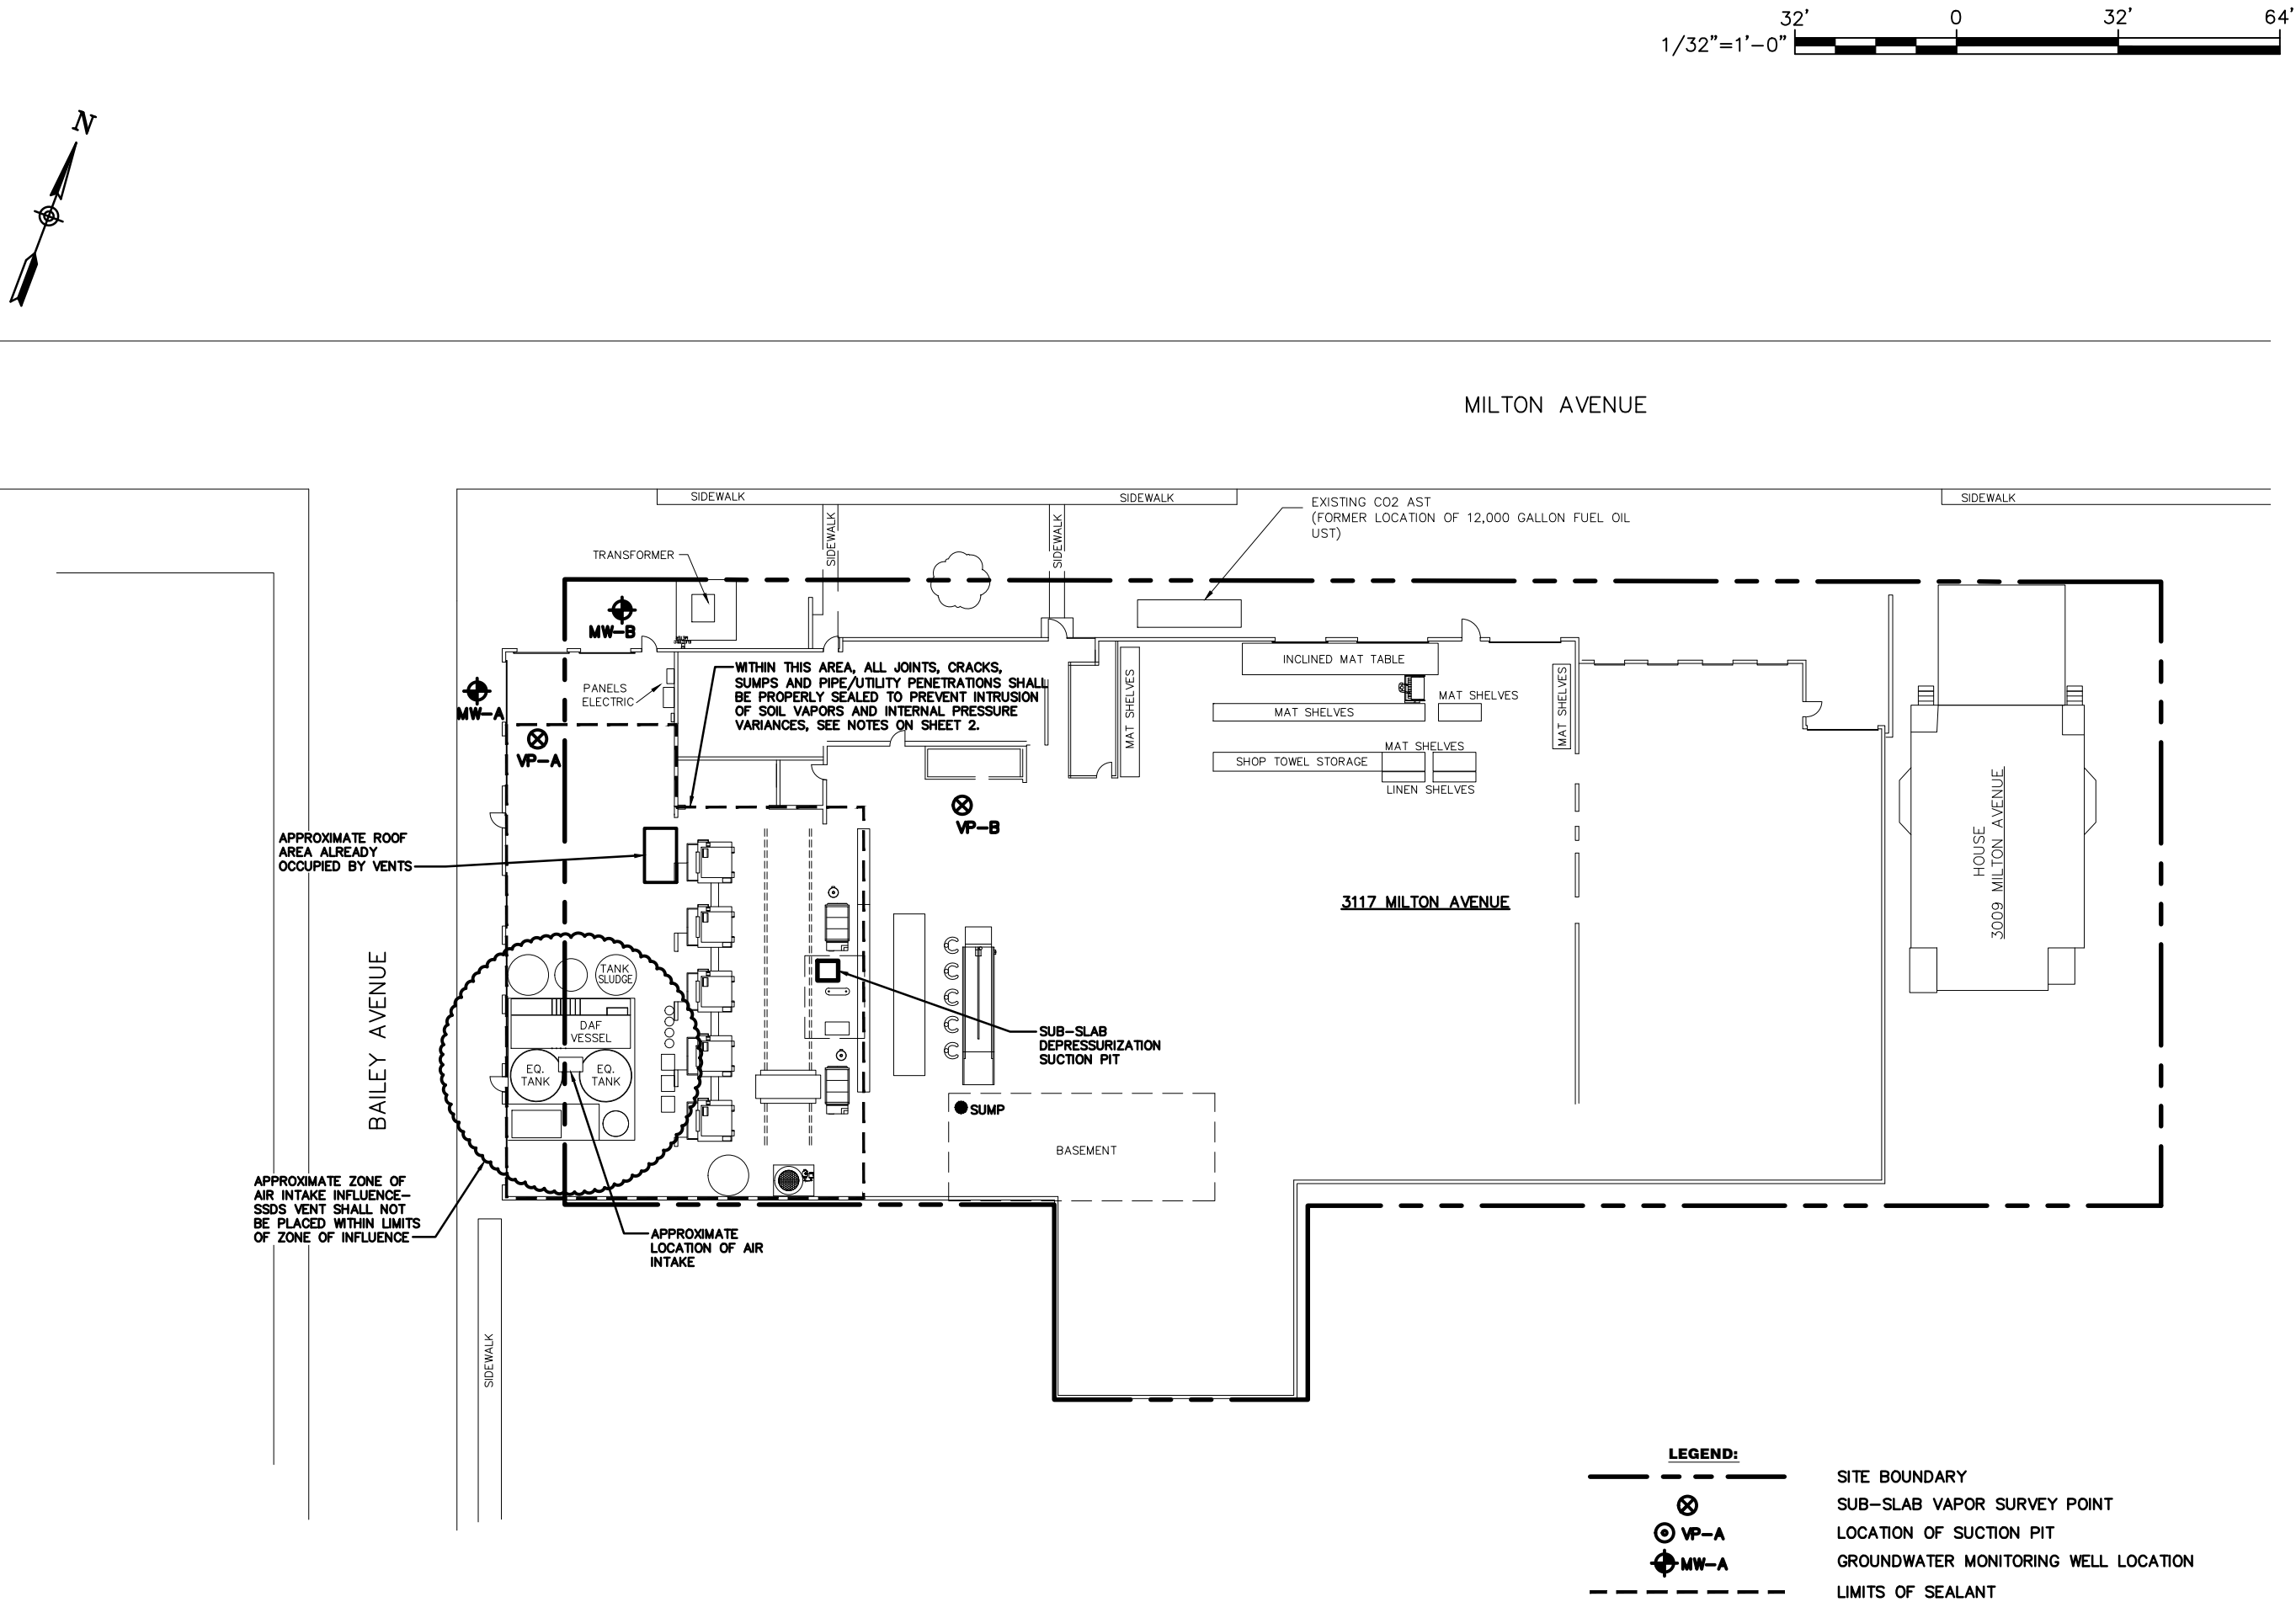 32' 0 32' 64'
1/32"=1'-0"
N
MILTON AVENUE
SIDEWALK
SIDEWALK
SIDEWALK
EXISTING CO2 AST
(FORMER LOCATION OF 12,000 GALLON FUEL OIL
UST)
SIDEWALK
SIDEWALK
TRANSFORMER
MW-B
MW-A
VP-A
PANELS
ELECTRIC
WITHIN THIS AREA, ALL JOINTS, CRACKS,
SUMPS AND PIPE/UTILITY PENETRATIONS SHALL
BE PROPERLY SEALED TO PREVENT INTRUSION
OF SOIL VAPORS AND INTERNAL PRESSURE
VARIANCES, SEE NOTES ON SHEET 2.
MAT SHELVES
INCLINED MAT TABLE
MAT SHELVES
MAT SHELVES
MAT SHELVES
MAT SHELVES
SHOP TOWEL STORAGE
LINEN SHELVES
VP-B
APPROXIMATE ROOF
AREA ALREADY
OCCUPIED BY VENTS
3117 MILTON AVENUE
HOUSE
3009 MILTON AVENUE
BAILEY AVENUE
TANK
SLUDGE
DAF
VESSEL
EQ.
TANK
EQ.
TANK
SUB-SLAB
DEPRESSURIZATION
SUCTION PIT
SUMP
BASEMENT
APPROXIMATE ZONE OF
AIR INTAKE INFLUENCE-
SSDS VENT SHALL NOT
BE PLACED WITHIN LIMITS
OF ZONE OF INFLUENCE
APPROXIMATE
LOCATION OF AIR
INTAKE
SIDEWALK
LEGEND:
SITE BOUNDARY
SUB-SLAB VAPOR SURVEY POINT
VP-A LOCATION OF SUCTION PIT
MW-A GROUNDWATER MONITORING WELL LOCATION
LIMITS OF SEALANT